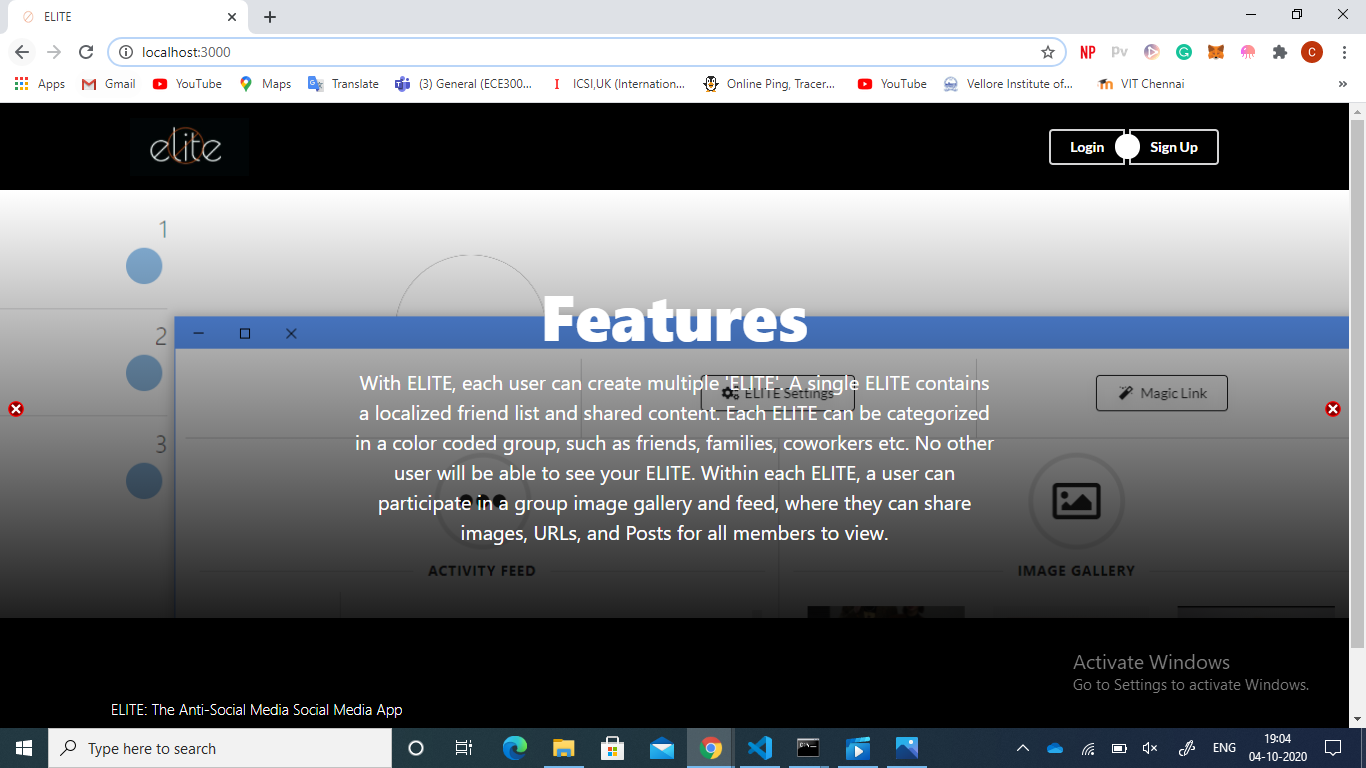 ELITE
localhost:3000
NP Pv C
Apps Gmail YouTube Maps Translate (3) General (ECE300... ICSI,UK (Internation... Online Ping, Tracer... YouTube Vellore Institute of... VIT Chennai »
elite
Login Sign Up
1
2
3
Features
With ELITE, each user can create multiple 'ELITE'. A single ELITE contains
a localized friend list and shared content. Each ELITE can be categorized
in a color coded group, such as friends, families, coworkers etc. No other
user will be able to see your ELITE. Within each ELITE, a user can
participate in a group image gallery and feed, where they can share
images, URLs, and Posts for all members to view.
ELITE Settings
Magic Link
ACTIVITY FEED
IMAGE GALLERY
Activate Windows
Go to Settings to activate Windows.
ELITE: The Anti-Social Media Social Media App
Type here to search
ENG
19:04
04-10-2020